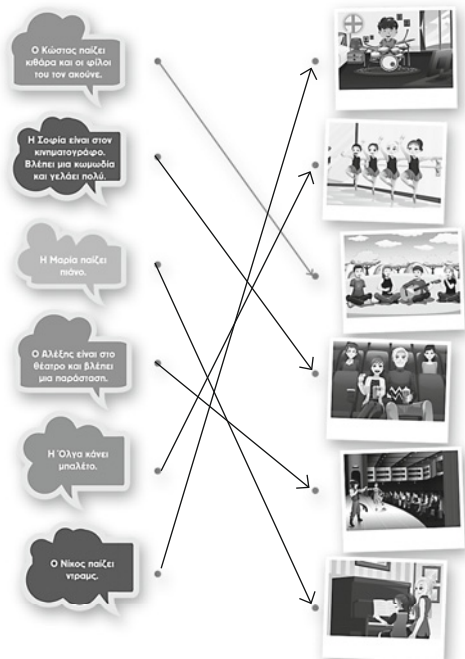 Ο Κώστας παίζει
κιθάρα και οι φίλοι
του τον ακούνε.
Η Σοφία είναι στον
κινηματογράφο.
Βλέπει μια κωμωδία
και γελάει πολύ.
Η Μαρία παίζει
πιάνο.
Ο Αλέξης είναι στο
θέατρο και βλέπει
μια παράσταση.
Η Όλγα κάνει
μπαλέτο.
Ο Νίκος παίζει
ντραμς.